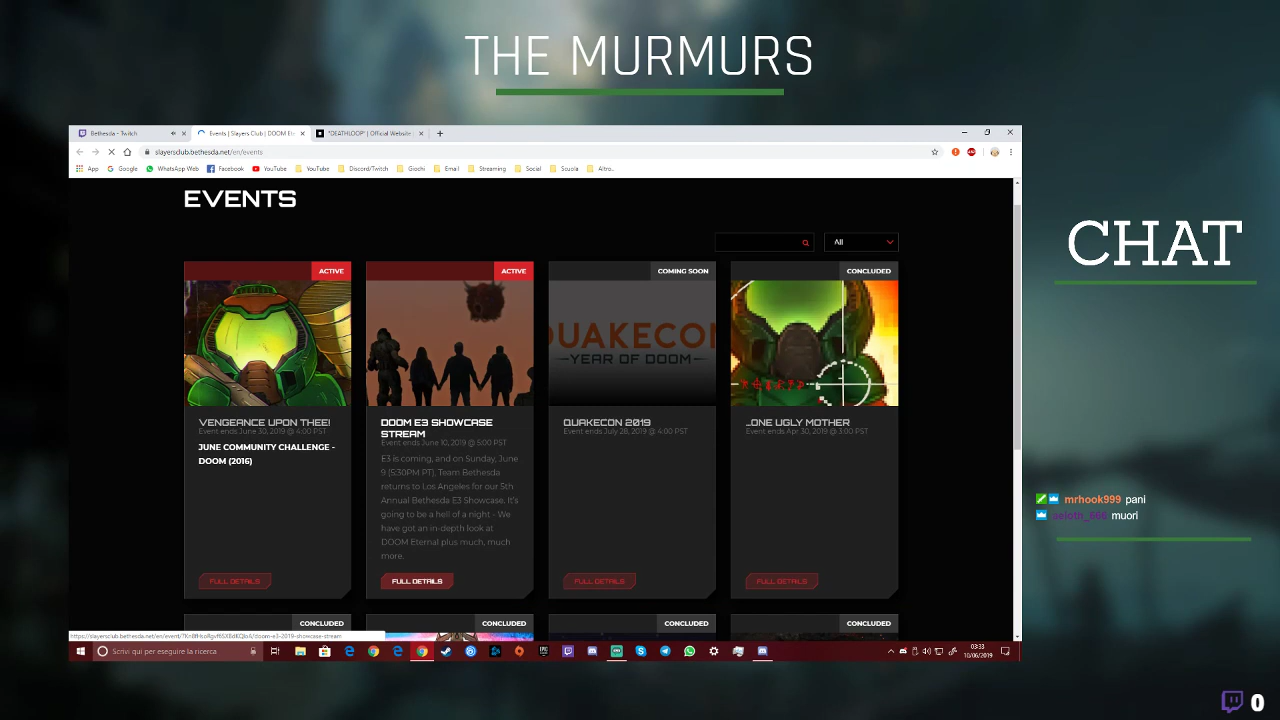 THE MURMURS
Bethesda - Twitch
Events | Slayers Club | DOOM Et
"DEATHLOOP" | Official Website
slayersclub.bethesda.net/en/events
App Google WhatsApp Web Facebook YouTube YouTube Discord/Twitch Giochi Email Streaming Social Scuola Altro..
EVENTS
All
ACTIVE
VENGEANCE UPON THEE!
Event ends June 30, 2019 @ 4:00 PST
JUNE COMMUNITY CHALLENGE -
DOOM (2016)
FULL DETAILS
ACTIVE
DOOM E3 SHOWCASE
STREAM
Event ends June 10, 2019 @ 5:00 PST
E3 is coming, and on Sunday, June
9 (5:30PM PT), Team Bethesda
returns to Los Angeles for our 5th
Annual Bethesda E3 Showcase. It's
going to be a hell of a night - We
have got an in-depth look at
DOOM Eternal plus much, much
more.
FULL DETAILS
COMING SOON
QUAKECON
—YEAR OF DOOM—
QUAKECON 2019
Event ends July 28, 2019 @ 4:00 PST
FULL DETAILS
CONCLUDED
...ONE UGLY MOTHER
Event ends Apr 30, 2019 @ 3:00 PST
FULL DETAILS
CONCLUDED
CONCLUDED
CONCLUDED
CONCLUDED
Scrivi qui per eseguire la ricerca
03:33
10/06/2019
CHAT
mrhook999 pani
muori
0